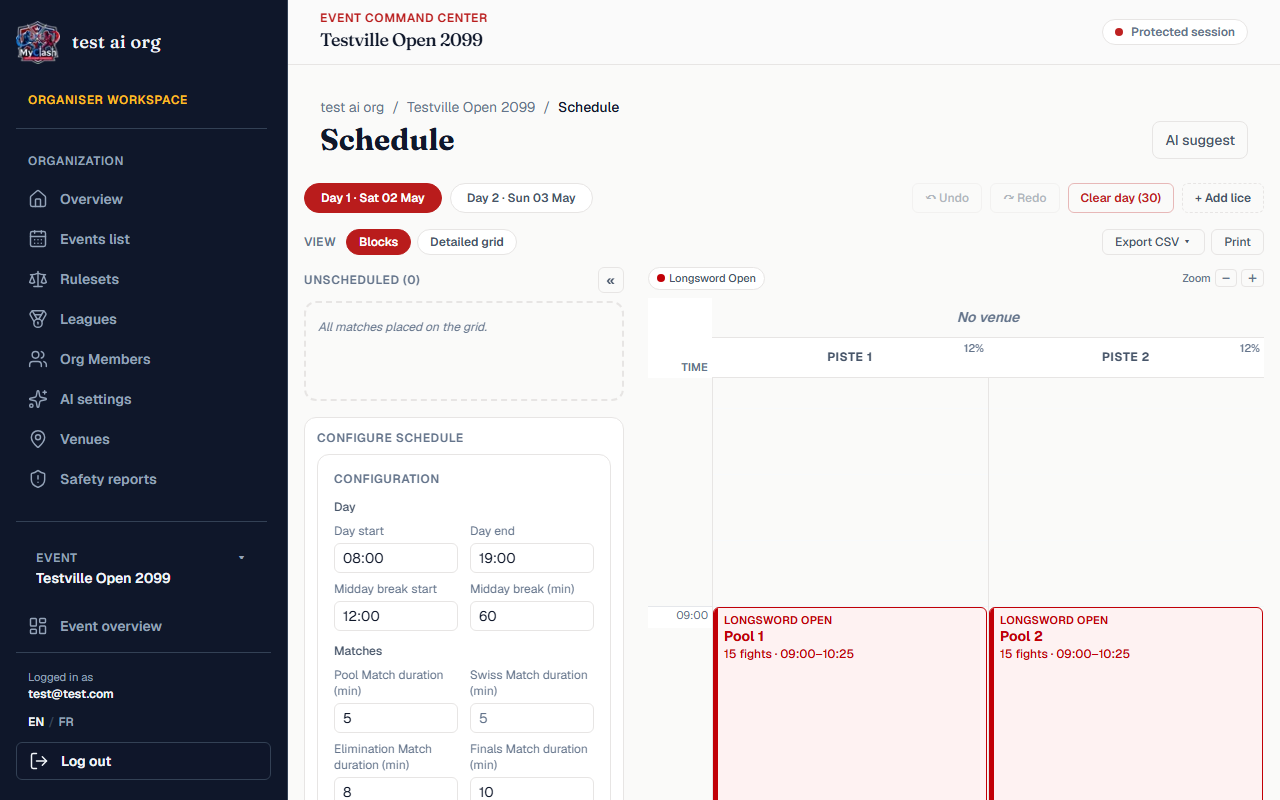 MyClash
test ai org
ORGANISER WORKSPACE
ORGANIZATION
Overview
Events list
Rulesets
Leagues
Org Members
AI settings
Venues
Safety reports
EVENT
Testville Open 2099
Event overview
Logged in as
test@test.com
EN / FR
Log out
EVENT COMMAND CENTER
Testville Open 2099
Protected session
test ai org / Testville Open 2099 / Schedule
Schedule
AI suggest
Day 1 · Sat 02 May
Day 2 · Sun 03 May
Undo
Redo
Clear day (30)
+ Add lice
VIEW
Blocks
Detailed grid
Export CSV
Print
UNSCHEDULED (0)
«
All matches placed on the grid.
CONFIGURE SCHEDULE
CONFIGURATION
Day
Day start
Day end
08:00
19:00
Midday break start
Midday break (min)
12:00
60
Matches
Pool Match duration (min)
Swiss Match duration (min)
5
5
Elimination Match duration (min)
Finals Match duration (min)
8
10
Longsword Open
Zoom − +
No venue
TIME
PISTE 1
12%
PISTE 2
12%
09:00
LONGSWORD OPEN
Pool 1
15 fights · 09:00–10:25
LONGSWORD OPEN
Pool 2
15 fights · 09:00–10:25